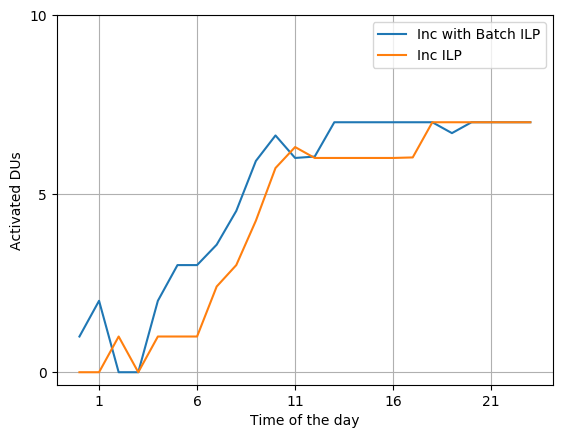 Inc with Batch ILP
Inc ILP
10
5
0
Activated DUs
1 6 11 16 21
Time of the day